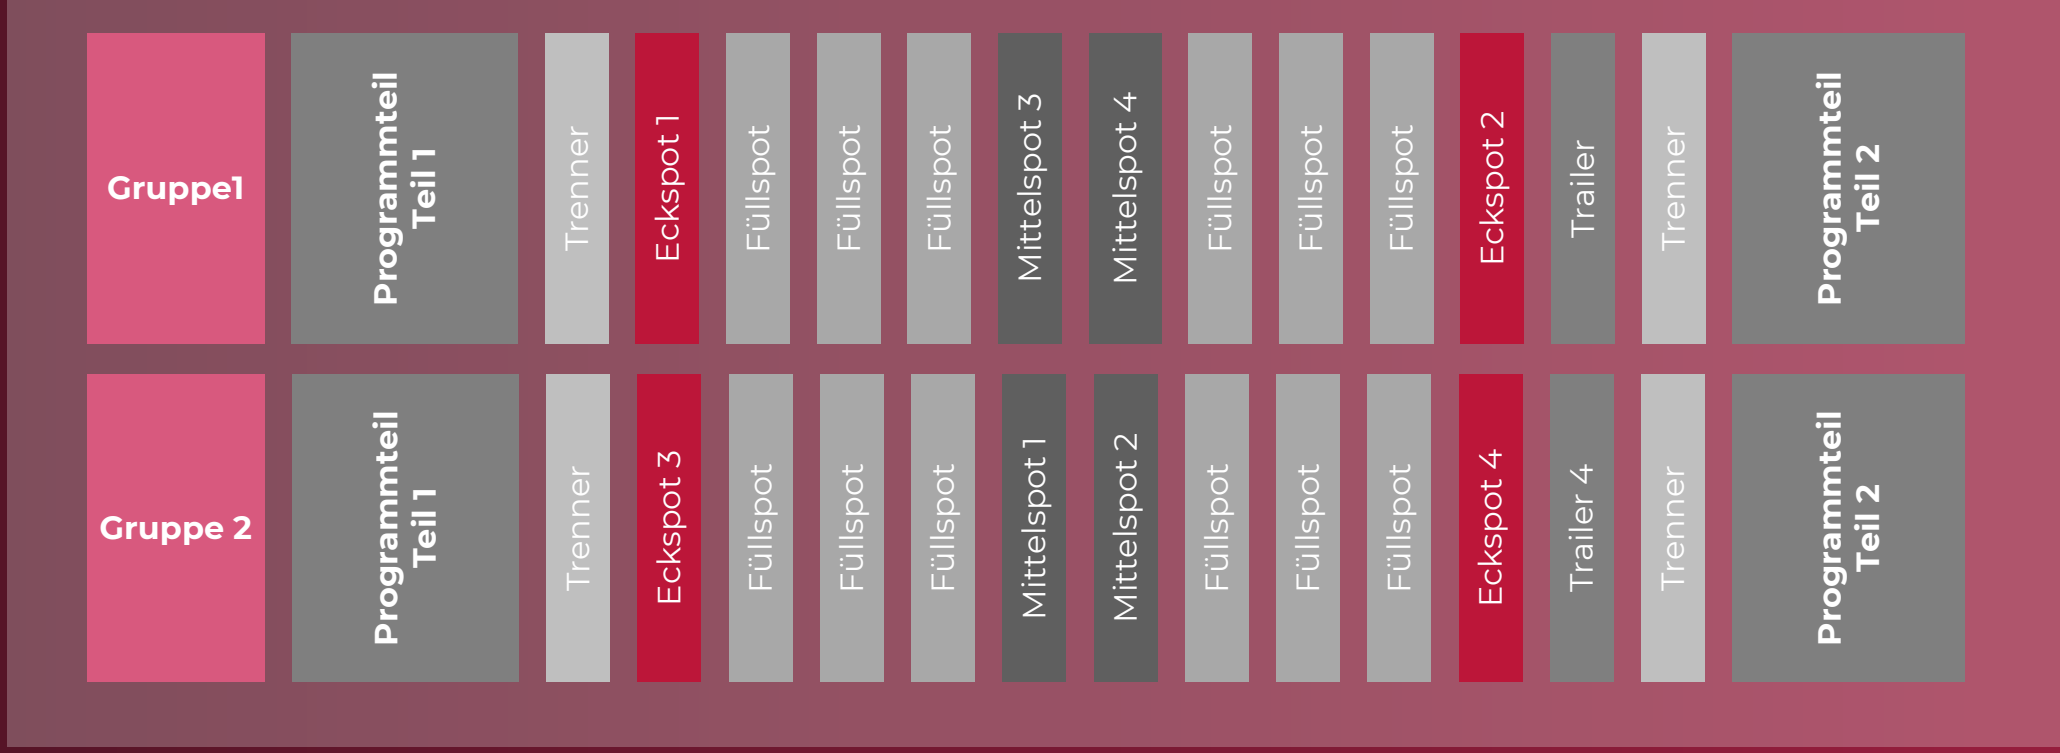 Gruppe1
Programmteil
Teil 1
Trenner
Eckspot 1
Füllspot
Füllspot
Füllspot
Mittelspot 3
Mittelspot 4
Füllspot
Füllspot
Füllspot
Eckspot 2
Trailer
Trenner
Programmteil
Teil 2
Gruppe 2
Programmteil
Teil 1
Trenner
Eckspot 3
Füllspot
Füllspot
Füllspot
Mittelspot 1
Mittelspot 2
Füllspot
Füllspot
Füllspot
Eckspot 4
Trailer 4
Trenner
Programmteil
Teil 2